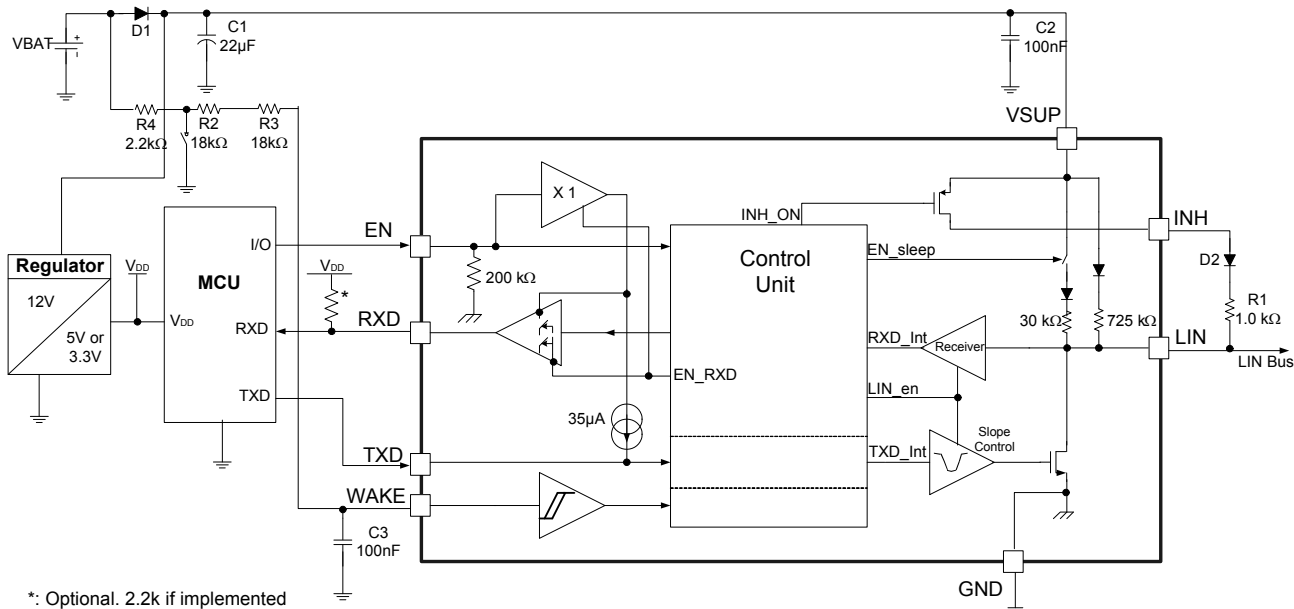 VBAT
+
-
D1
C1
22µF
C2
100nF
R4
2.2kΩ
R2
18kΩ
R3
18kΩ
VSUP
Regulator
12V
5V or
3.3V
VDD
MCU
I/O
VDD
RXD
TXD
VDD
*
EN
RXD
TXD
WAKE
C3
100nF
X 1
200 kΩ
35µA
INH_ON
Control
Unit
EN_sleep
RXD_Int
EN_RXD
LIN_en
TXD_Int
Receiver
Slope
Control
30 kΩ
725 kΩ
INH
D2
R1
1.0 kΩ
LIN
LIN Bus
GND
*: Optional. 2.2k if implemented